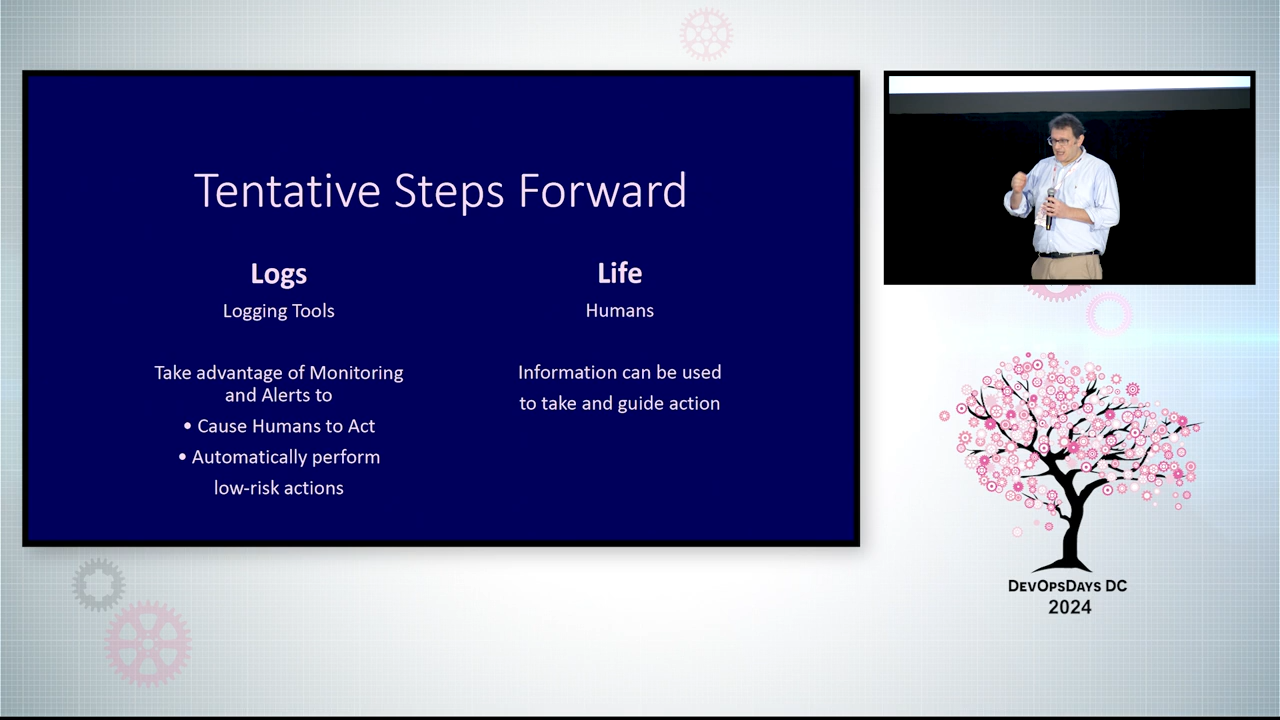 Tentative Steps Forward
Logs
Logging Tools
Take advantage of Monitoring
and Alerts to
• Cause Humans to Act
• Automatically perform
low-risk actions
Life
Humans
Information can be used
to take and guide action
DevOpsDays DC
2024